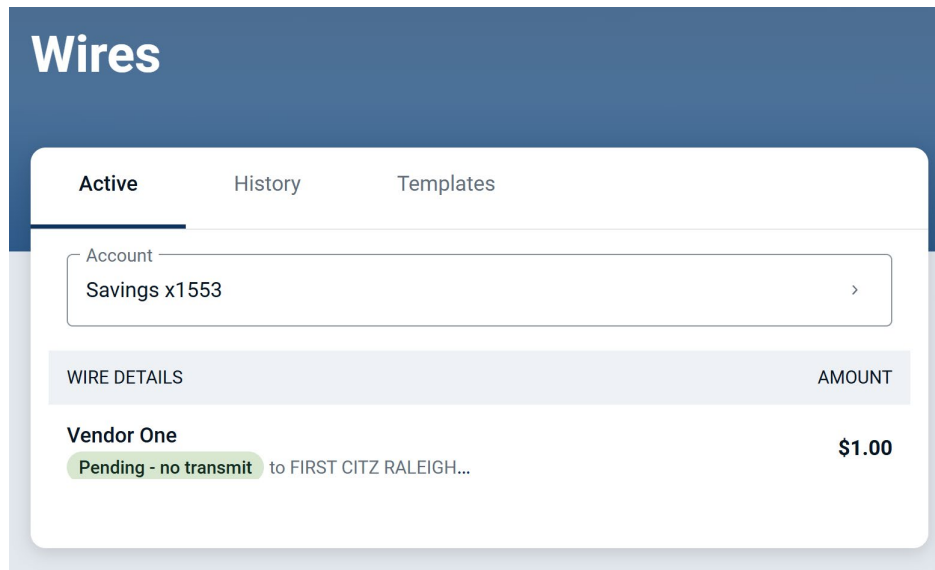 Wires
Active History Templates
Account
Savings x1553
WIRE DETAILS AMOUNT
Vendor One
$1.00
Pending - no transmit to FIRST CITZ RALEIGH...